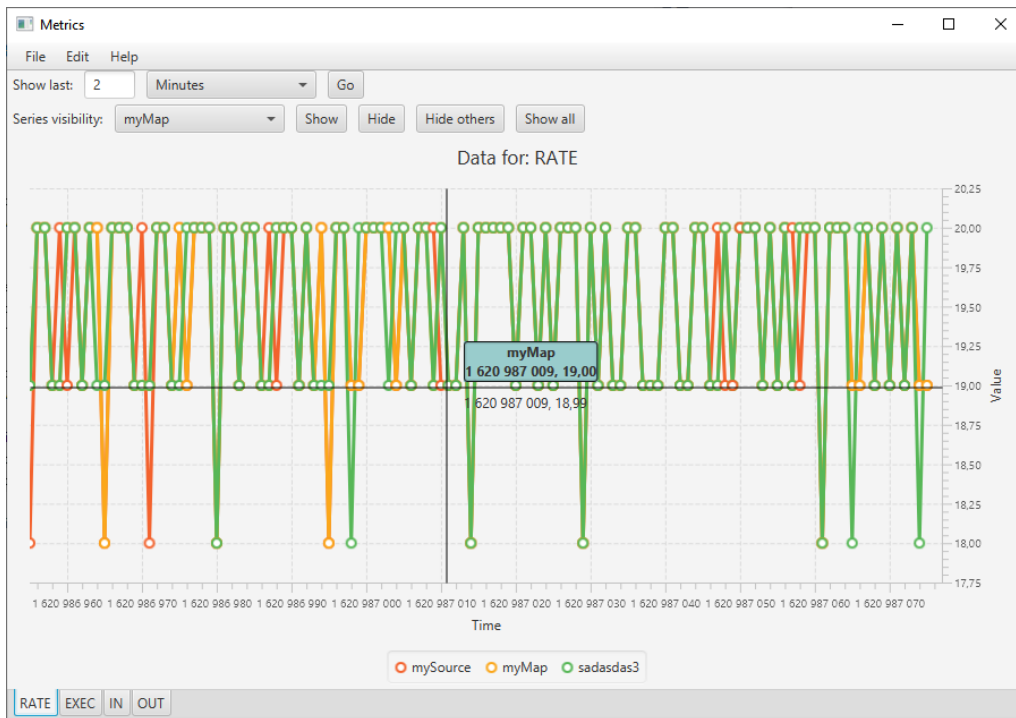 Metrics
File Edit Help
Show last: 2 Minutes Go
Series visibility: myMap Show Hide Hide others Show all
Data for: RATE
20,25
20,00
19,75
19,50
19,25
19,00
18,75
18,50
18,25
18,00
17,75
Value
myMap
1 620 987 009, 19,00
1 620 987 009, 18,99
1 620 986 960 1 620 986 970 1 620 986 980 1 620 986 990 1 620 987 000 1 620 987 010 1 620 987 020 1 620 987 030 1 620 987 040 1 620 987 050 1 620 987 060 1 620 987 070
Time
mySource myMap sadasdas3
RATE EXEC IN OUT